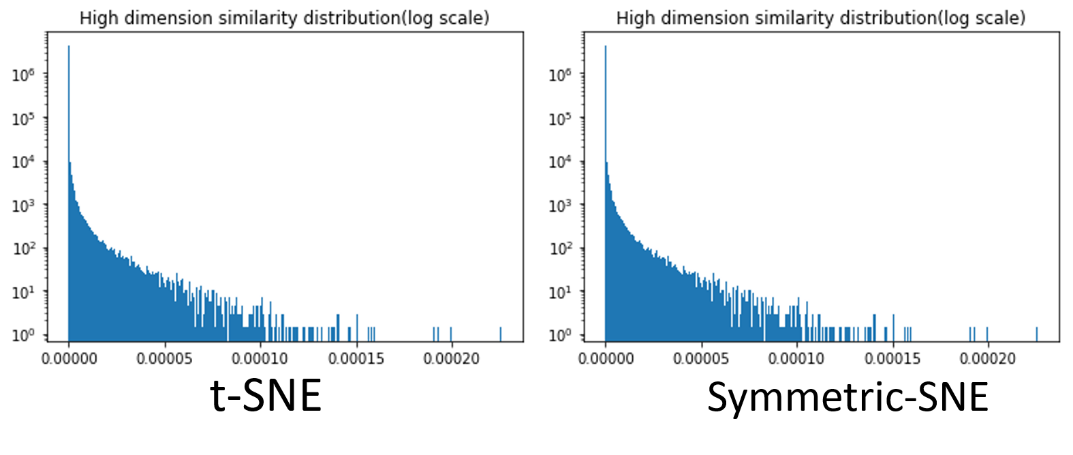 High dimension similarity distribution(log scale)
10⁶
10⁵
10⁴
10³
10²
10¹
10⁰
0.00000 0.00005 0.00010 0.00015 0.00020
t-SNE
High dimension similarity distribution(log scale)
10⁶
10⁵
10⁴
10³
10²
10¹
10⁰
0.00000 0.00005 0.00010 0.00015 0.00020
Symmetric-SNE